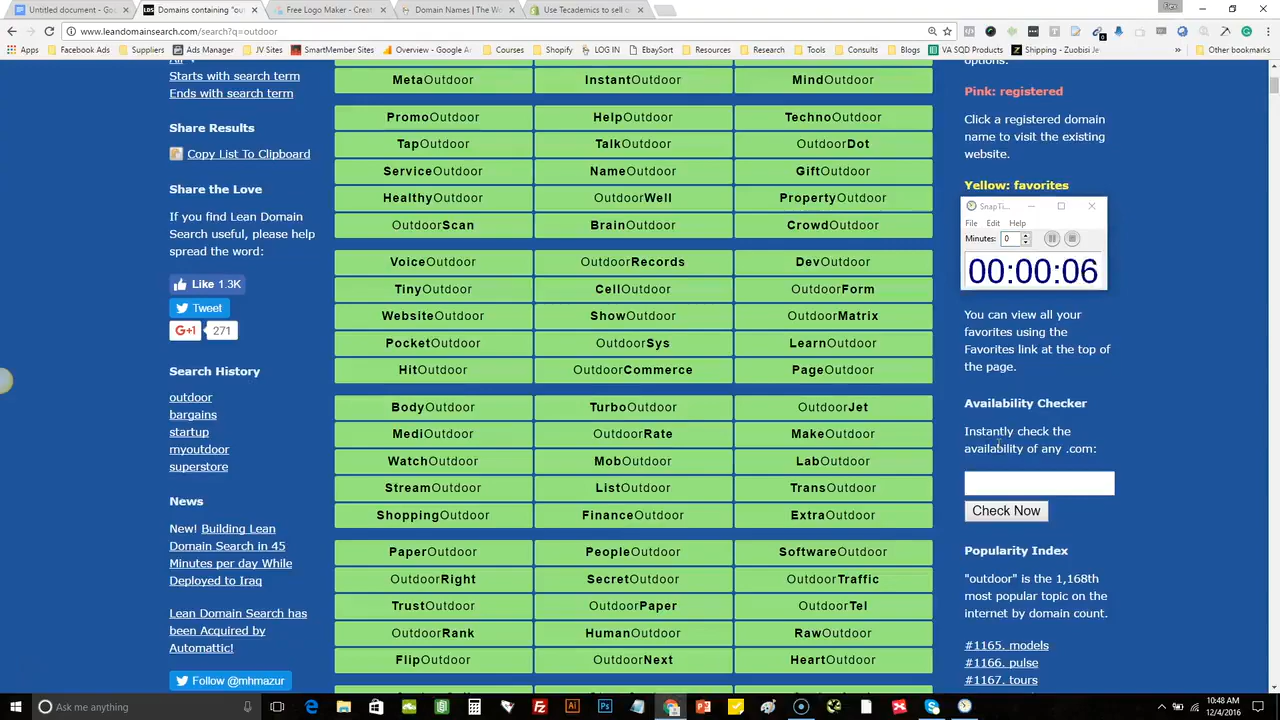 Untitled document - Goo
Domains containing "out
Free Logo Maker - Create
Domain Names | The Wo
Use Tecademics to sell o
www.leandomainsearch.com/search?q=outdoor
Apps
Facebook Ads
Suppliers
Ads Manager
JV Sites
SmartMember Sites
Overview - Google A
Courses
Shopify
LOG IN
EbaySort
Resources
Research
Tools
Consults
Blogs
VA SQD Products
Shipping - Zuobisi Je
Other bookmarks
All
Starts with search term
Ends with search term
Share Results
Copy List To Clipboard
Share the Love
If you find Lean Domain
Search useful, please help
spread the word:
Like 1.3K
Tweet
G+1 271
Search History
outdoor
bargains
startup
myoutdoor
superstore
News
New! Building Lean
Domain Search in 45
Minutes per day While
Deployed to Iraq
Lean Domain Search has
been Acquired by
Automattic!
Follow @mhmazur
MetaOutdoor InstantOutdoor MindOutdoor
PromoOutdoor HelpOutdoor TechnoOutdoor
TapOutdoor TalkOutdoor OutdoorDot
ServiceOutdoor NameOutdoor GiftOutdoor
HealthyOutdoor OutdoorWell PropertyOutdoor
OutdoorScan BrainOutdoor CrowdOutdoor
VoiceOutdoor OutdoorRecords DevOutdoor
TinyOutdoor CellOutdoor OutdoorForm
WebsiteOutdoor ShowOutdoor OutdoorMatrix
PocketOutdoor OutdoorSys LearnOutdoor
HitOutdoor OutdoorCommerce PageOutdoor
BodyOutdoor TurboOutdoor OutdoorJet
MediOutdoor OutdoorRate MakeOutdoor
WatchOutdoor MobOutdoor LabOutdoor
StreamOutdoor ListOutdoor TransOutdoor
ShoppingOutdoor FinanceOutdoor ExtraOutdoor
PaperOutdoor PeopleOutdoor SoftwareOutdoor
OutdoorRight SecretOutdoor OutdoorTraffic
TrustOutdoor OutdoorPaper OutdoorTel
OutdoorRank HumanOutdoor RawOutdoor
FlipOutdoor OutdoorNext HeartOutdoor
options.
Pink: registered
Click a registered domain
name to visit the existing
website.
Yellow: favorites
SnapTi...
File Edit Help
Minutes: 0
00:00:06
You can view all your
favorites using the
Favorites link at the top of
the page.
Availability Checker
Instantly check the
availability of any .com:
Check Now
Popularity Index
"outdoor" is the 1,168th
most popular topic on the
internet by domain count.
#1165. models
#1166. pulse
#1167. tours
Ask me anything
10:48 AM
12/4/2016